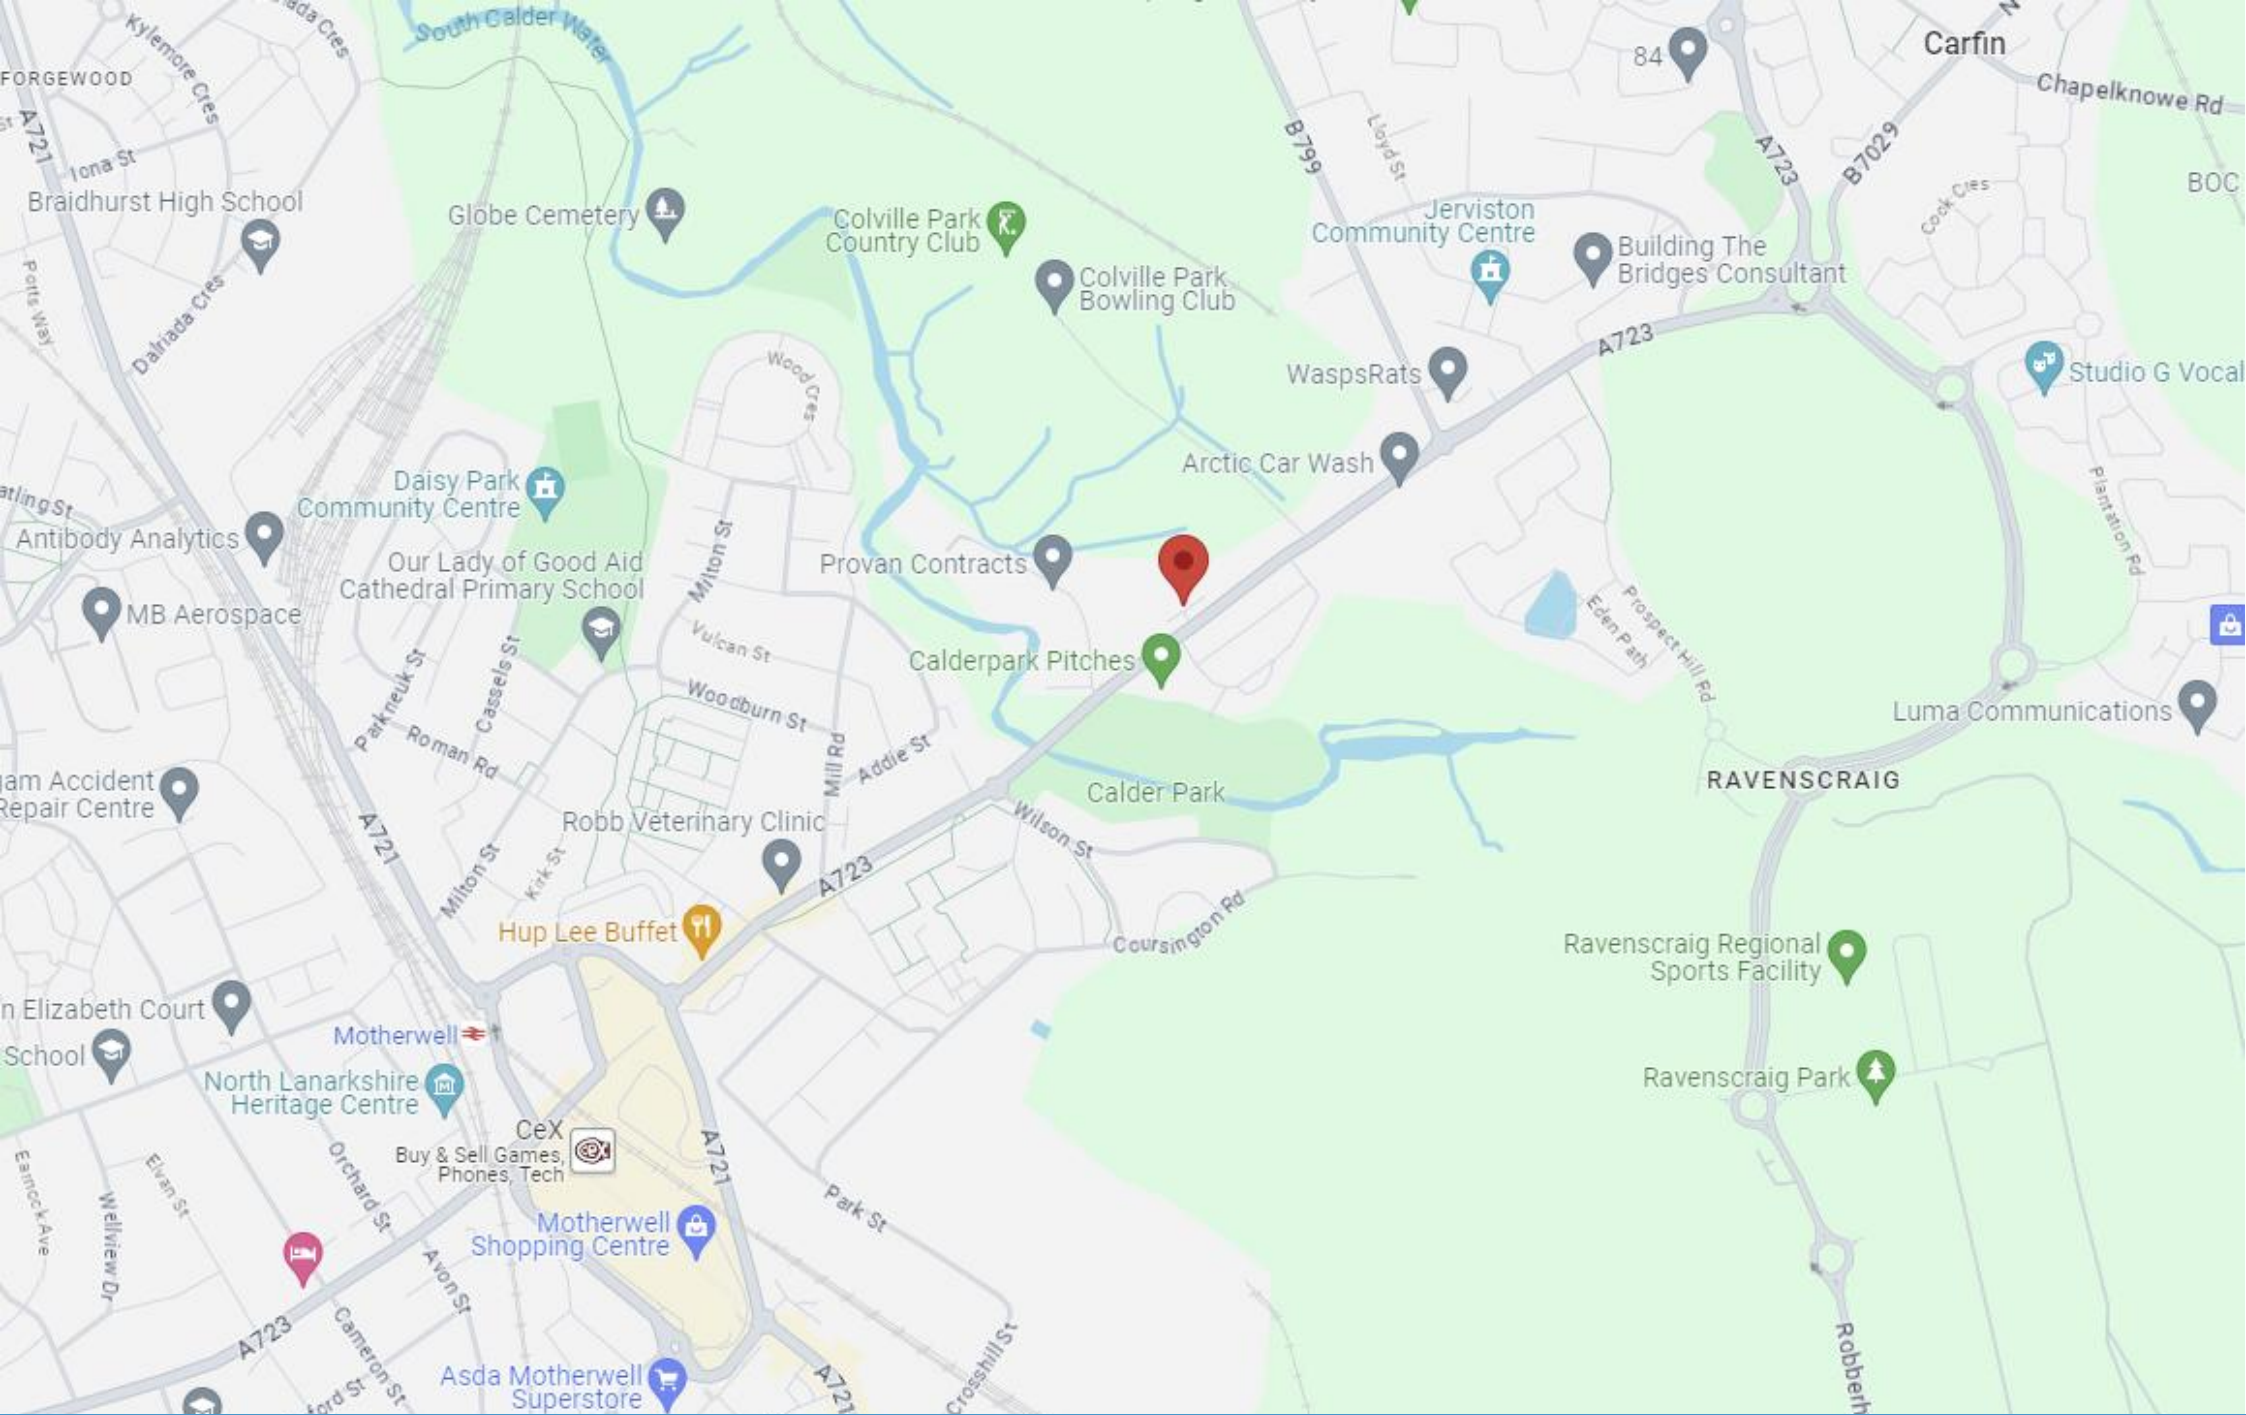 South Calder Water
Kylemore Cres
FORGEWOOD
A721
Iona St
Braidhurst High School
Potts Way
Dalriada Cres
Globe Cemetery
Colville Park
Country Club
Colville Park
Bowling Club
Wood Cres
B799
Lloyd St
84
A723
Carfin
Chapelknowe Rd
B7029
BOC
Cock Cres
Jerviston
Community Centre
Building The
Bridges Consultant
A723
WaspsRats
Studio G Vocal
Arctic Car Wash
Plantation Rd
Daisy Park
Community Centre
Antibody Analytics
Our Lady of Good Aid
Cathedral Primary School
MB Aerospace
Milton St
Provan Contracts
Vulcan St
Calderpark Pitches
Eden Path
Prospect Hill Rd
Luma Communications
Parkneuk St
Cassels St
Woodburn St
Roman Rd
Mill Rd
Addie St
Calder Park
RAVENSCRAIG
Accident
Repair Centre
A721
Robb Veterinary Clinic
Wilson St
Milton St
Kirk St
A723
Hup Lee Buffet
Coursington Rd
Ravenscraig Regional
Sports Facility
Elizabeth Court
Motherwell
School
North Lanarkshire
Heritage Centre
Ravenscraig Park
CeX
Buy & Sell Games,
Phones, Tech
A721
Earnock Ave
Elvan St
Wellview Dr
Orchard St
Park St
Motherwell
Shopping Centre
Avon St
A723
Cameron St
Crosshill St
Asda Motherwell
Superstore
A721